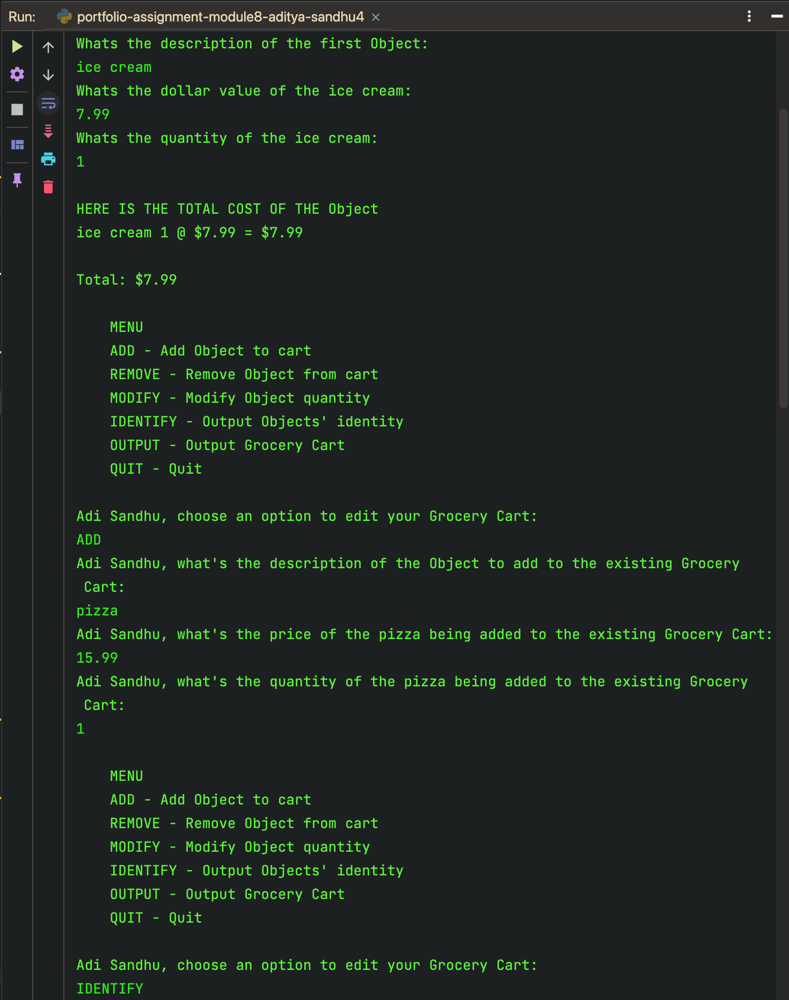 Run: portfolio-assignment-module8-aditya-sandhu4
Whats the description of the first Object:
ice cream
Whats the dollar value of the ice cream:
7.99
Whats the quantity of the ice cream:
1
HERE IS THE TOTAL COST OF THE Object
ice cream 1 @ $7.99 = $7.99
Total: $7.99
MENU
ADD - Add Object to cart
REMOVE - Remove Object from cart
MODIFY - Modify Object quantity
IDENTIFY - Output Objects' identity
OUTPUT - Output Grocery Cart
QUIT - Quit
Adi Sandhu, choose an option to edit your Grocery Cart:
ADD
Adi Sandhu, what's the description of the Object to add to the existing Grocery
Cart:
pizza
Adi Sandhu, what's the price of the pizza being added to the existing Grocery Cart:
15.99
Adi Sandhu, what's the quantity of the pizza being added to the existing Grocery
Cart:
1
MENU
ADD - Add Object to cart
REMOVE - Remove Object from cart
MODIFY - Modify Object quantity
IDENTIFY - Output Objects' identity
OUTPUT - Output Grocery Cart
QUIT - Quit
Adi Sandhu, choose an option to edit your Grocery Cart:
IDENTIFY